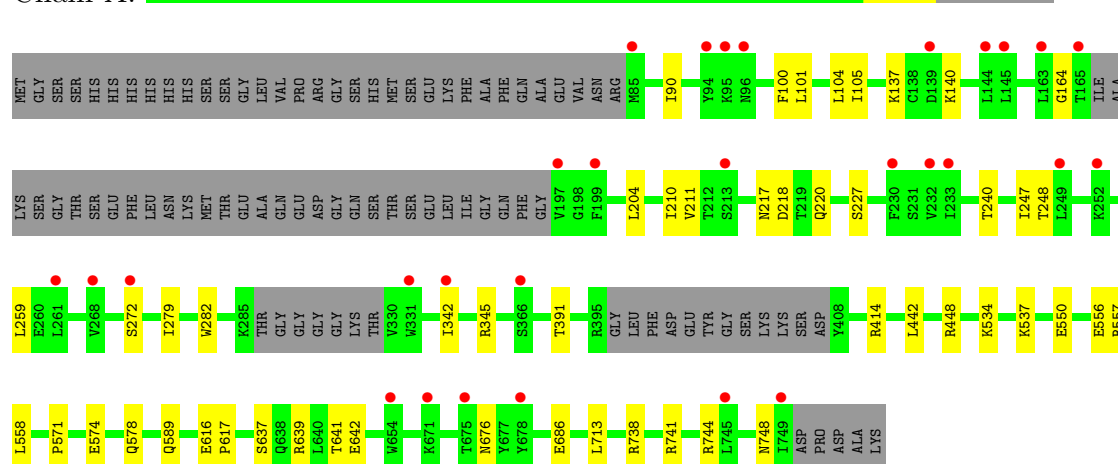 MET GLY SER SER HIS HIS HIS HIS HIS HIS SER SER GLY LEU VAL PRO ARG GLY SER HIS MET SER GLU LYS PHE ALA PHE GLN ALA GLU VAL ASN ARG M85 I90 Y94 K95 N96 F100 L101 L104 I105 K137 C138 D139 K140 L144 L145 L163 G164 T165 ILE ALA
LYS SER GLY THR SER GLU PHE LEU ASN LYS MET THR GLU ALA GLN GLU ASP GLY GLN SER THR SER GLU LEU ILE GLY GLN PHE GLY V197 G198 F199 L204 I210 V211 T212 S213 N217 D218 T219 Q220 S227 F230 S231 V232 I233 T240 I247 T248 L249 K252
L259 E260 L261 V268 S272 I279 W282 K285 THR GLY GLY GLY GLY LYS THR V330 W331 I342 R345 S366 T391 R395 GLY LEU PHE ASP GLU TYR GLY SER LYS LYS SER ASP Y408 R414 L442 R448 K534 K537 E550 E556 R557
L558 P571 E574 Q578 Q589 E616 P617 S637 Q638 R639 L640 T641 E642 W654 K671 T675 N676 Y677 Y678 E686 L713 R738 R741 R744 L745 N748 I749 ASP PRO ASP ALA LYS